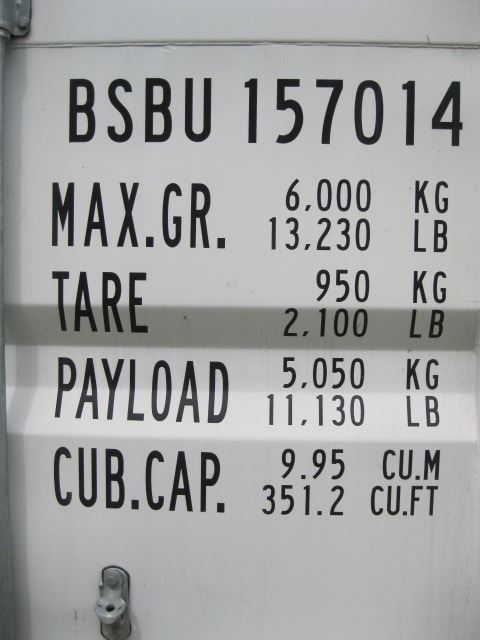 BSBU 157014
MAX.GR. 6,000 KG
13,230 LB
TARE 950 KG
2,100 LB
PAYLOAD 5,050 KG
11,130 LB
CUB.CAP. 9.95 CU.M
351.2 CU.FT